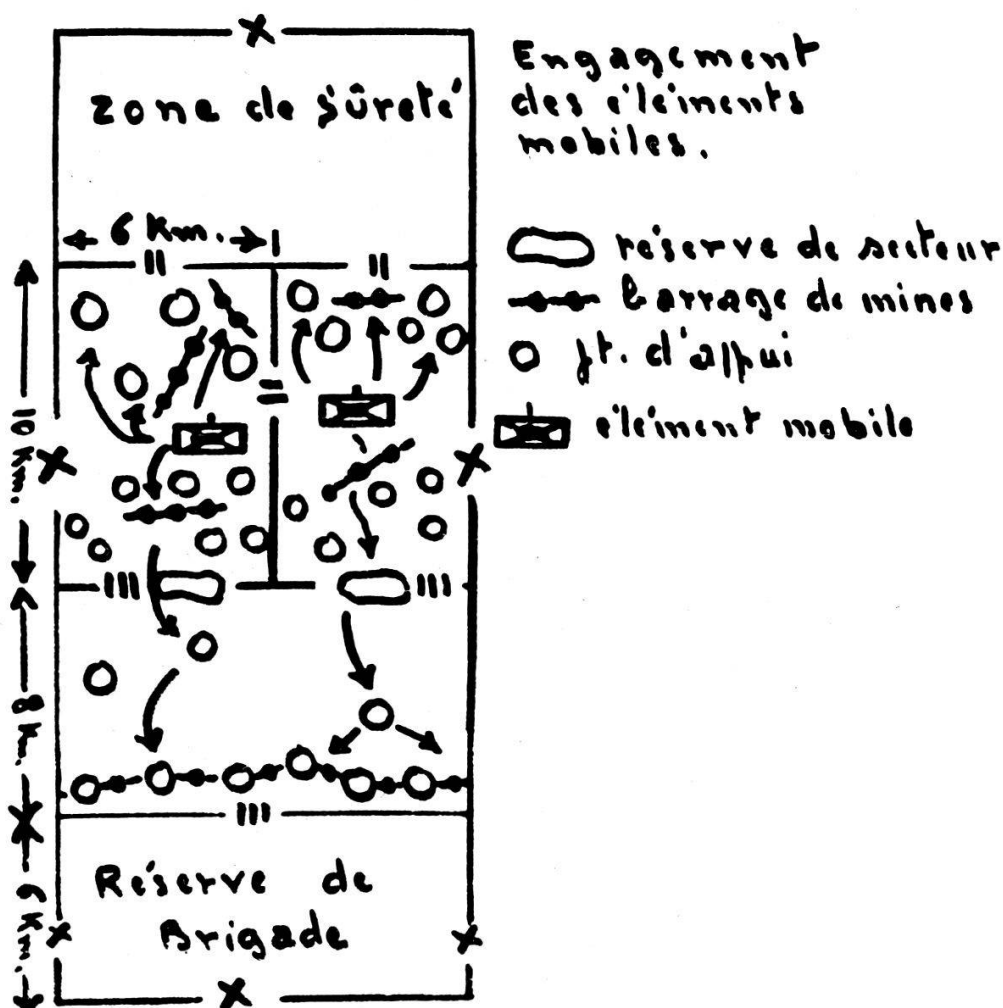 Zone de sûreté
Engagement
des éléments
mobiles.
6 Km.
réserve de secteur
barrage de mines
pt. d'appui
élément mobile
10 Km.
8 Km.
6 Km.
Réserve de
Brigade